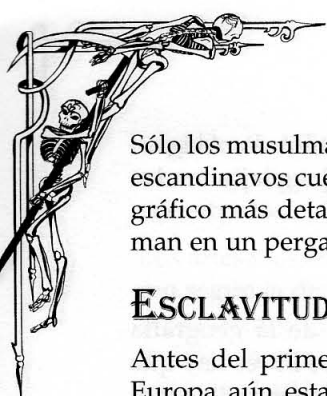 Sólo los musulma
escandinavos cue
gráfico más deta
man en un perga
ESCLAVITUD
Antes del prime
Europa aún esta